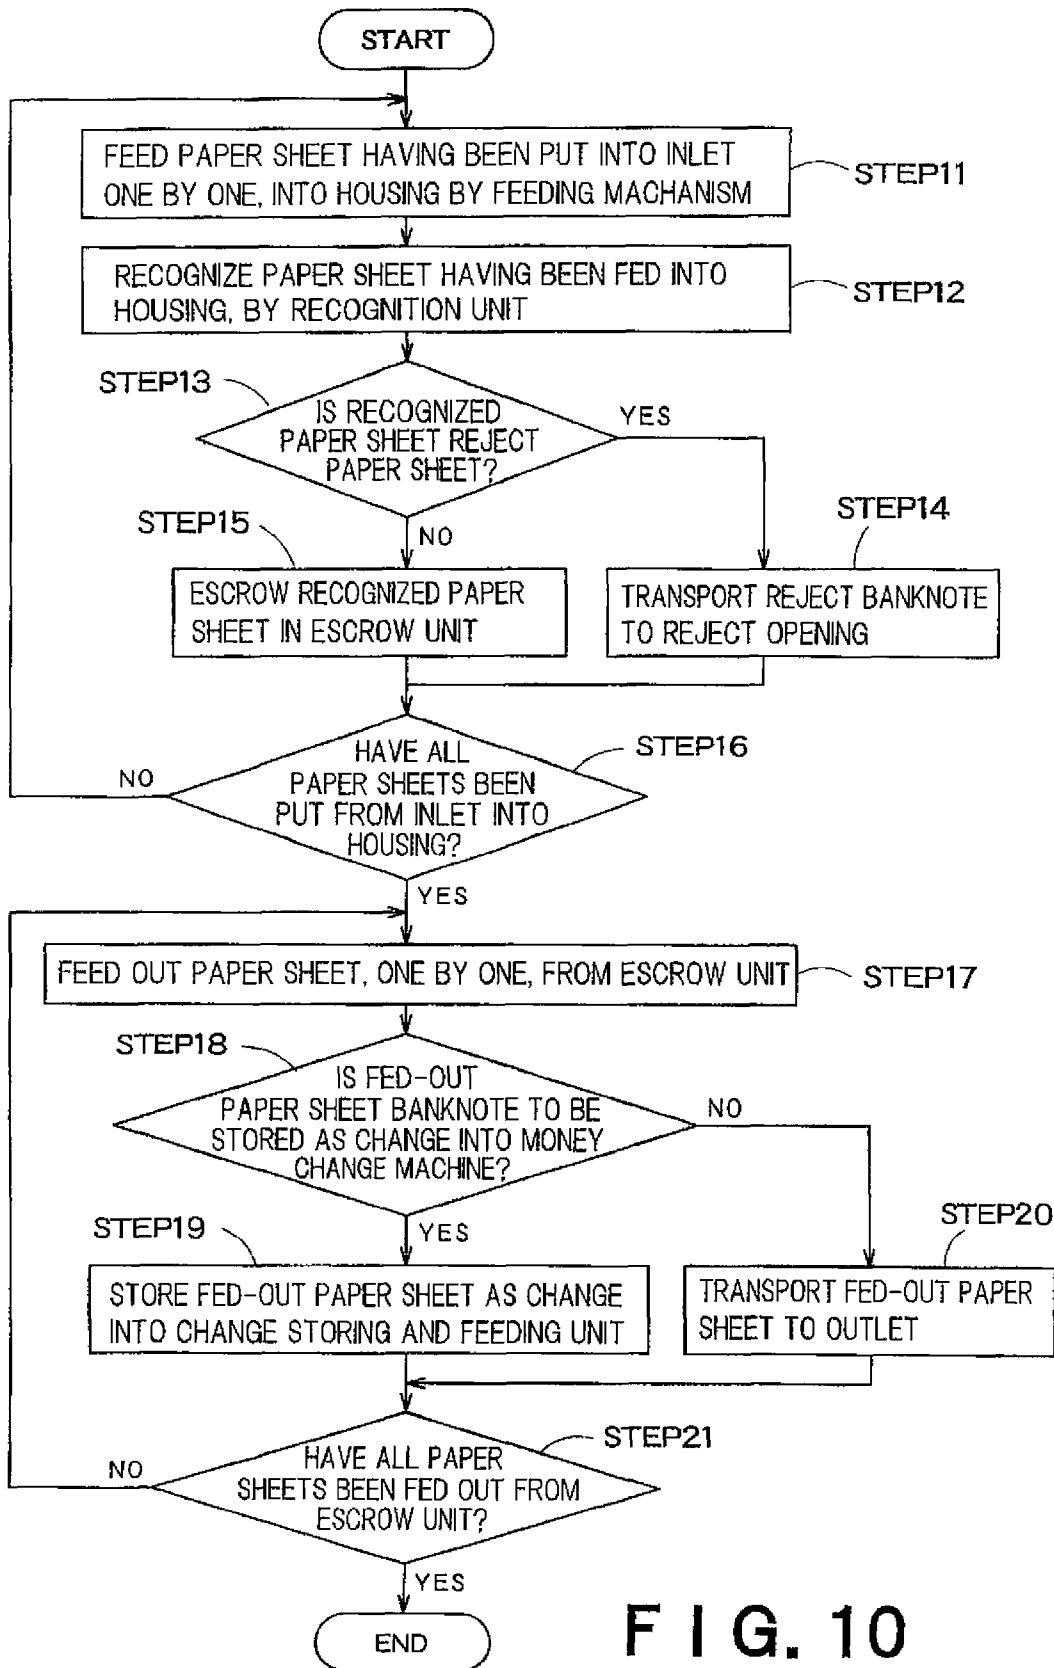 START
FEED PAPER SHEET HAVING BEEN PUT INTO INLET
ONE BY ONE, INTO HOUSING BY FEEDING MACHANISM
STEP11
RECOGNIZE PAPER SHEET HAVING BEEN FED INTO
HOUSING, BY RECOGNITION UNIT
STEP12
STEP13
IS RECOGNIZED
PAPER SHEET REJECT
PAPER SHEET?
YES
NO
STEP15
ESCROW RECOGNIZED PAPER
SHEET IN ESCROW UNIT
STEP14
TRANSPORT REJECT BANKNOTE
TO REJECT OPENING
STEP16
HAVE ALL
PAPER SHEETS BEEN
PUT FROM INLET INTO
HOUSING?
NO
YES
FEED OUT PAPER SHEET, ONE BY ONE, FROM ESCROW UNIT
STEP17
STEP18
IS FED-OUT
PAPER SHEET BANKNOTE TO BE
STORED AS CHANGE INTO MONEY
CHANGE MACHINE?
NO
YES
STEP19
STORE FED-OUT PAPER SHEET AS CHANGE
INTO CHANGE STORING AND FEEDING UNIT
STEP20
TRANSPORT FED-OUT PAPER
SHEET TO OUTLET
STEP21
HAVE ALL PAPER
SHEETS BEEN FED OUT FROM
ESCROW UNIT?
NO
YES
END
FIG. 10